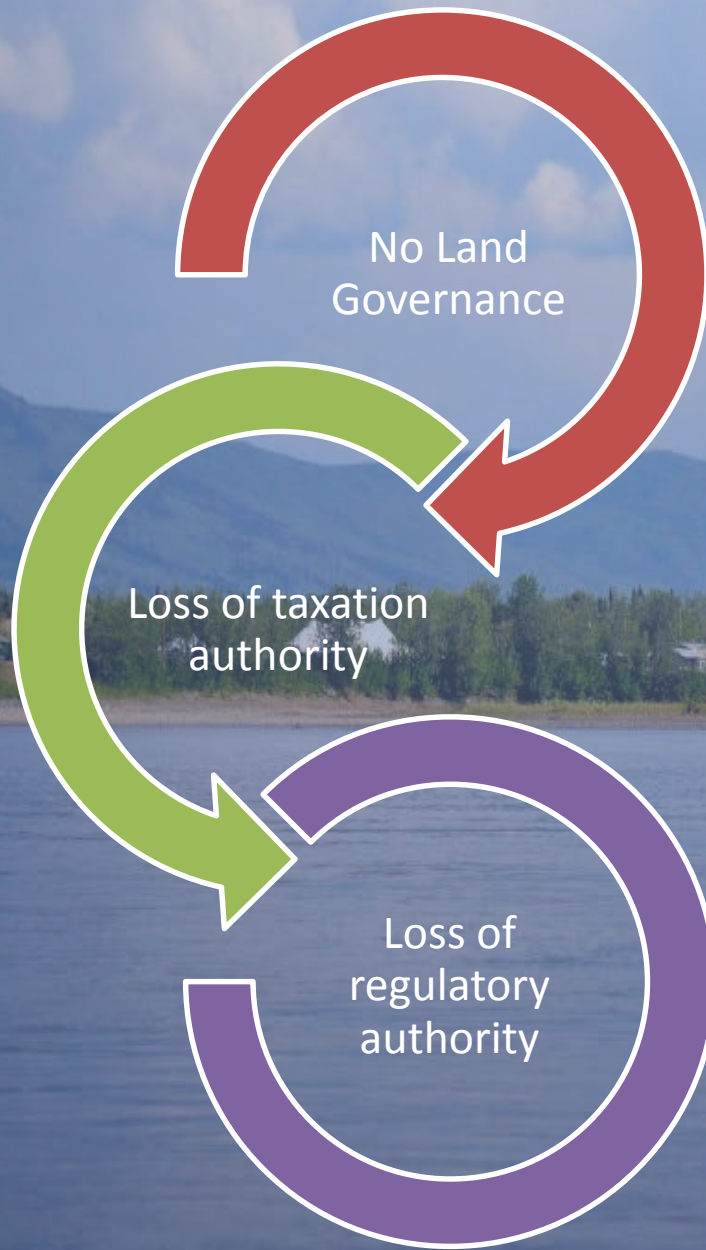 No Land
Governance
Loss of taxation
authority
Loss of
regulatory
authority